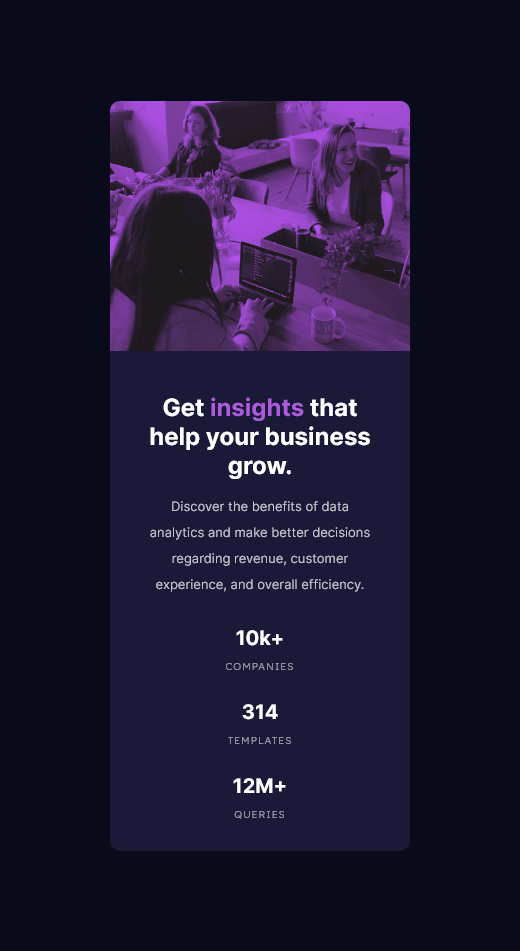 Get insights that
help your business
grow.
Discover the benefits of data
analytics and make better decisions
regarding revenue, customer
experience, and overall efficiency.
10k+
COMPANIES
314
TEMPLATES
12M+
QUERIES